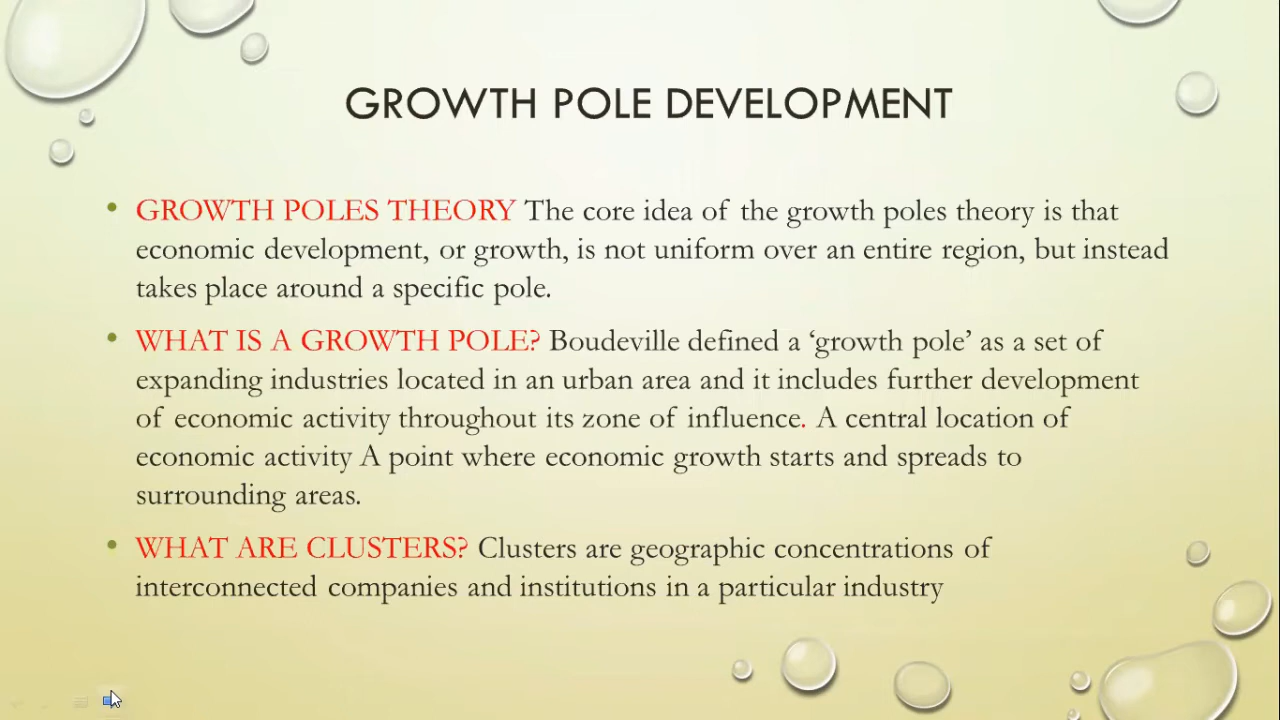 GROWTH POLE DEVELOPMENT
• GROWTH POLES THEORY The core idea of the growth poles theory is that
economic development, or growth, is not uniform over an entire region, but instead
takes place around a specific pole.
• WHAT IS A GROWTH POLE? Boudeville defined a ‘growth pole’ as a set of
expanding industries located in an urban area and it includes further development
of economic activity throughout its zone of influence. A central location of
economic activity A point where economic growth starts and spreads to
surrounding areas.
• WHAT ARE CLUSTERS? Clusters are geographic concentrations of
interconnected companies and institutions in a particular industry